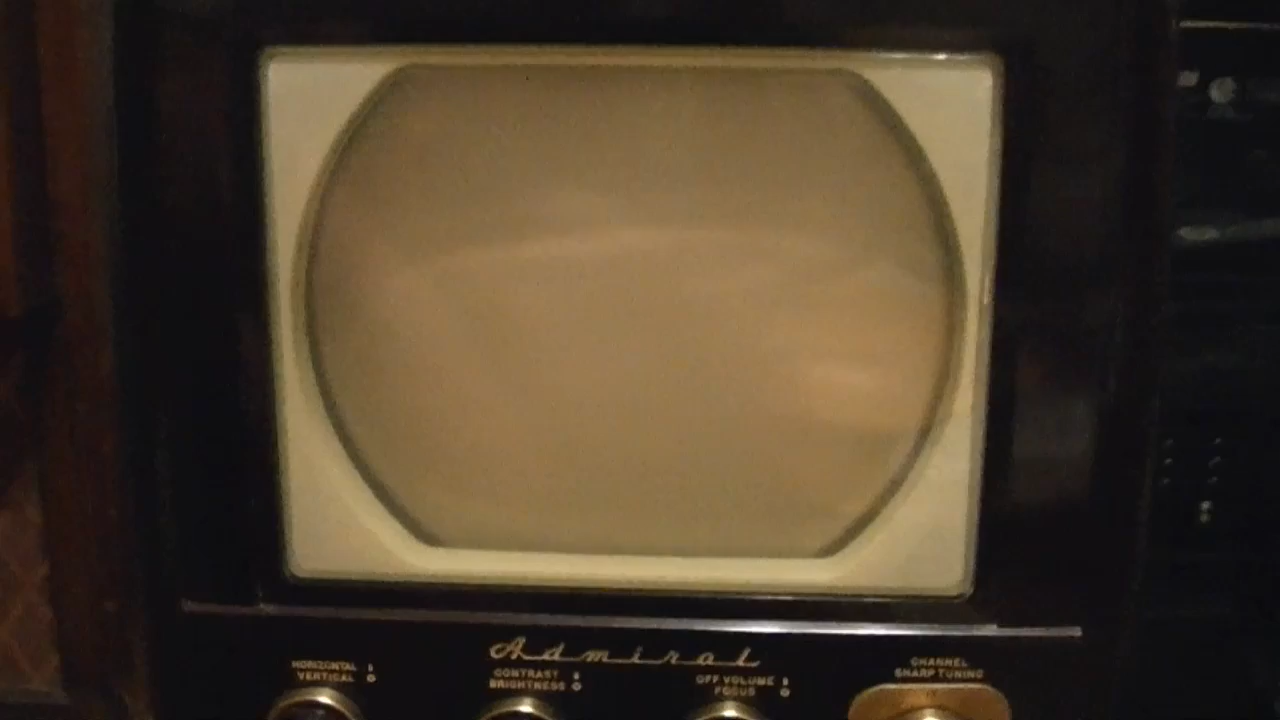 Admiral
HORIZONTAL
VERTICAL
CONTRAST
BRIGHTNESS
OFF VOLUME
FOCUS
CHANNEL
SHARP TUNING